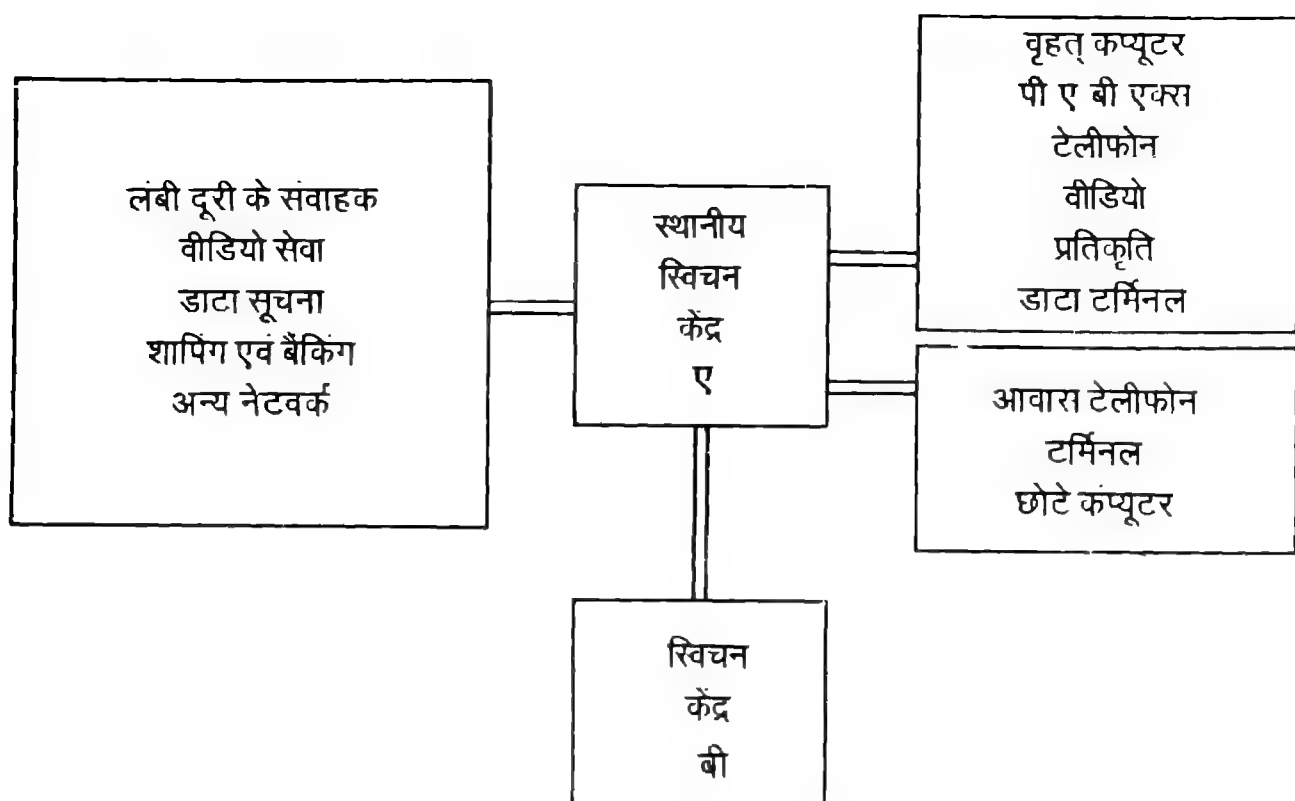 लंबी दूरी के संवाहक
वीडियो सेवा
डाटा सूचना
शापिंग एवं बैंकिंग
अन्य नेटवर्क
स्थानीय
स्विचन
केंद्र
ए
वृहत् कप्यूटर
पी ए बी एक्स
टेलीफोन
वीडियो
प्रतिकृति
डाटा टर्मिनल
आवास टेलीफोन
टर्मिनल
छोटे कंप्यूटर
स्विचन
केंद्र
बी